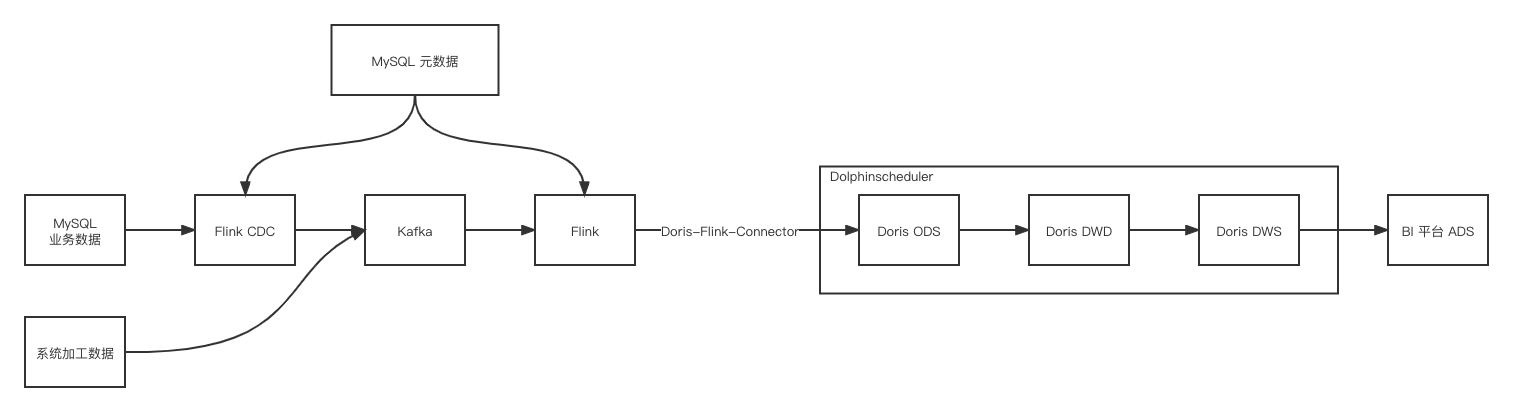 MySQL 元数据
Dolphinscheduler
MySQL
业务数据
Flink CDC
Kafka
Flink
Doris-Flink-Connector
Doris ODS
Doris DWD
Doris DWS
BI 平台 ADS
系统加工数据